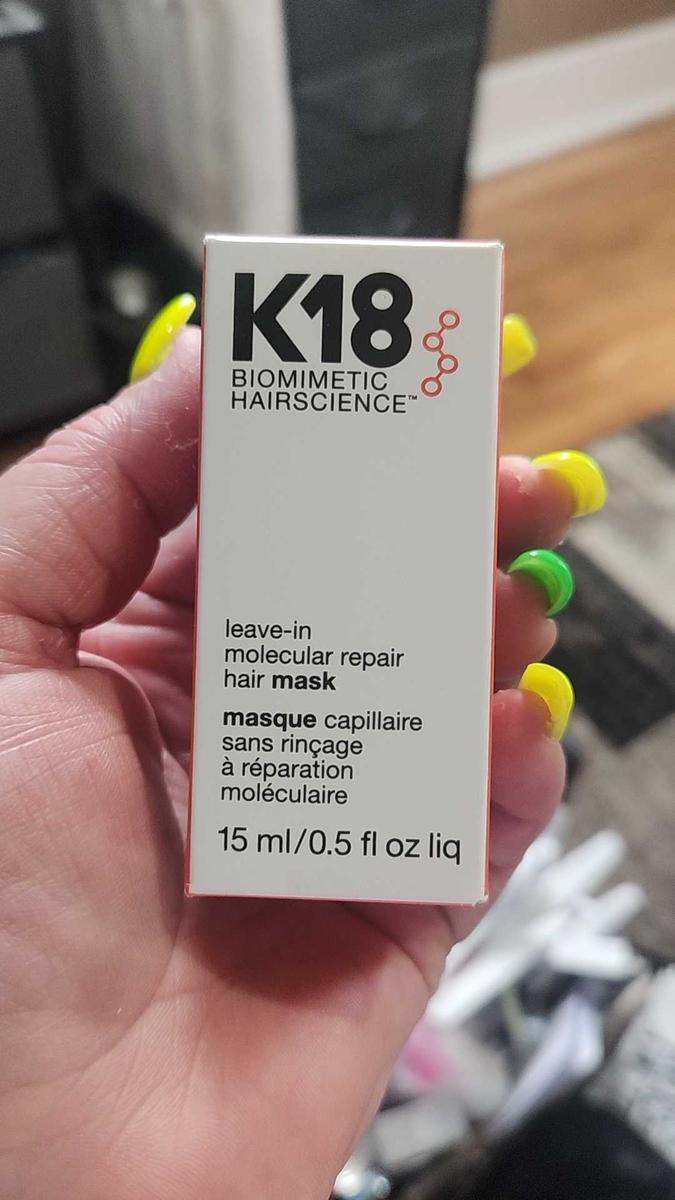 K18
BIOMIMETIC
HAIRSCIENCE™
leave-in
molecular repair
hair mask
masque capillaire
sans rinçage
à réparation
moléculaire
15 ml/0.5 fl oz liq